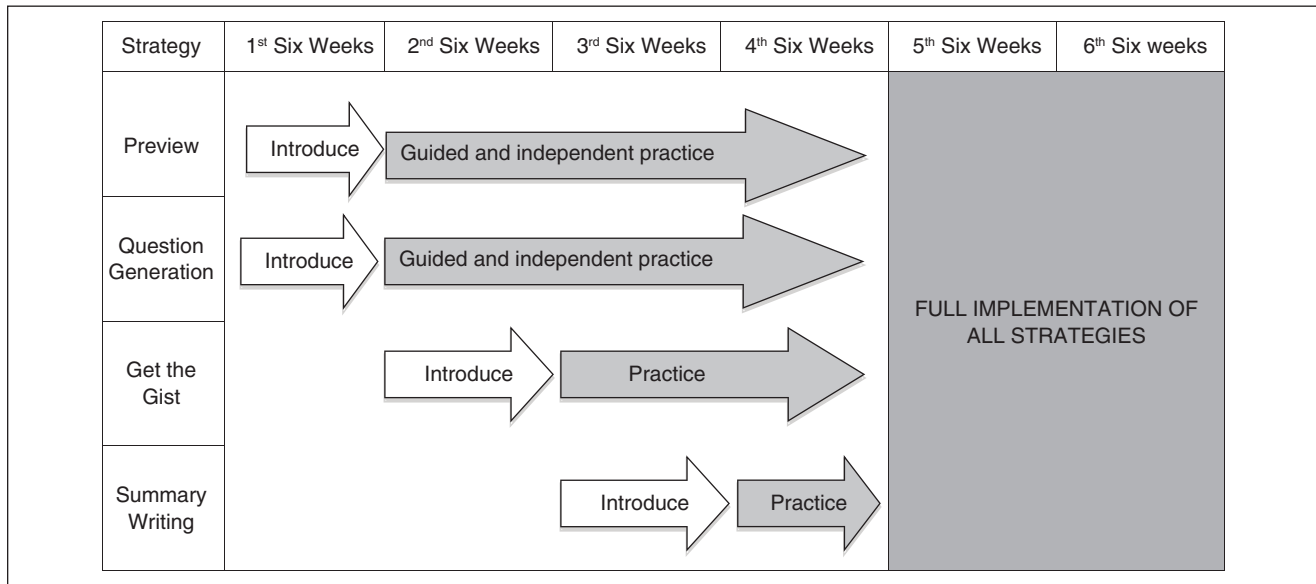 Strategy 1st Six Weeks 2nd Six Weeks 3rd Six Weeks 4th Six Weeks 5th Six Weeks 6th Six weeks
Preview
Introduce
Guided and independent practice
Question
Generation
Introduce
Guided and independent practice
Get the
Gist
Introduce
Practice
Summary
Writing
Introduce
Practice
FULL IMPLEMENTATION OF
ALL STRATEGIES